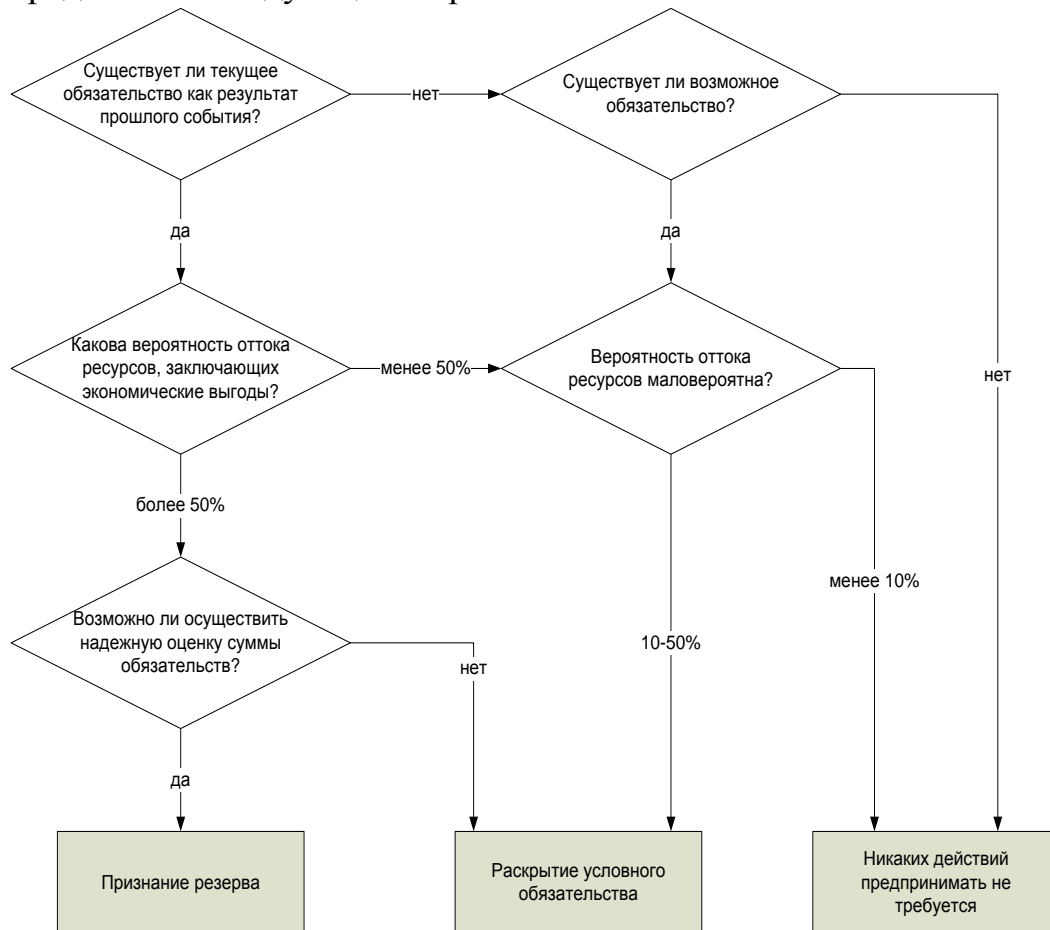 Существует ли текущее
обязательство как результат
прошлого события?
нет
Существует ли возможное
обязательство?
да
да
нет
Какова вероятность оттока
ресурсов, заключающих
экономические выгоды?
менее 50%
Вероятность оттока
ресурсов маловероятна?
более 50%
менее 10%
Возможно ли осуществить
надежную оценку суммы
обязательств?
нет
10-50%
да
Признание резерва
Раскрытие условного
обязательства
Никаких действий
предпринимать не
требуется